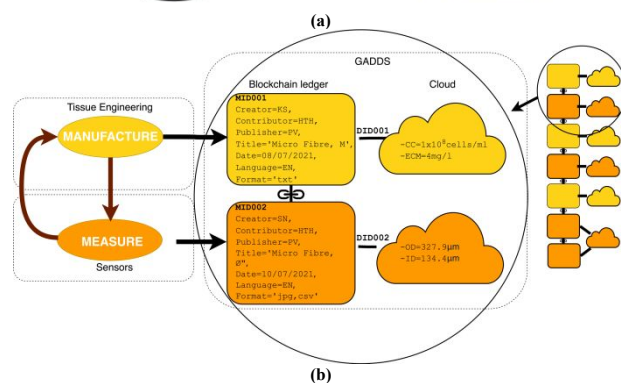 (a)
GADDS
Blockchain ledger
Cloud
Tissue Engineering
MANUFACTURE
MID001
Creator=KS,
Contributor=HTH,
Publisher=PV,
Title='Micro Fibre, M',
Date=08/07/2021,
Language=EN,
Format='txt'
DID001
-CC=1x10⁸cells/ml
-ECM=4mg/l
MEASURE
Sensors
MID002
Creator=SN,
Contributor=HTH,
Publisher=PV,
Title="Micro Fibre,
Ø",
Date=10/07/2021,
Language=EN,
Format='jpg,csv'
DID002
-OD=327.9µm
-ID=134.4µm
(b)